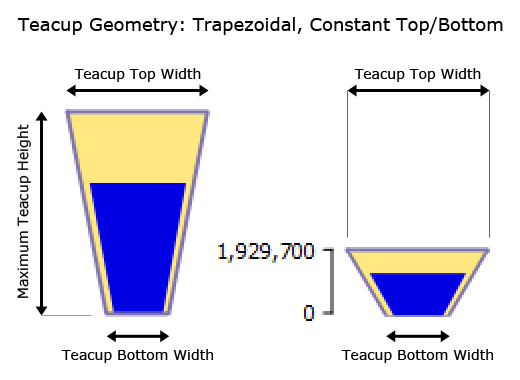 Teacup Geometry: Trapezoidal, Constant Top/Bottom
Teacup Top Width
Maximum Teacup Height
Teacup Bottom Width
Teacup Top Width
1,929,700
0
Teacup Bottom Width